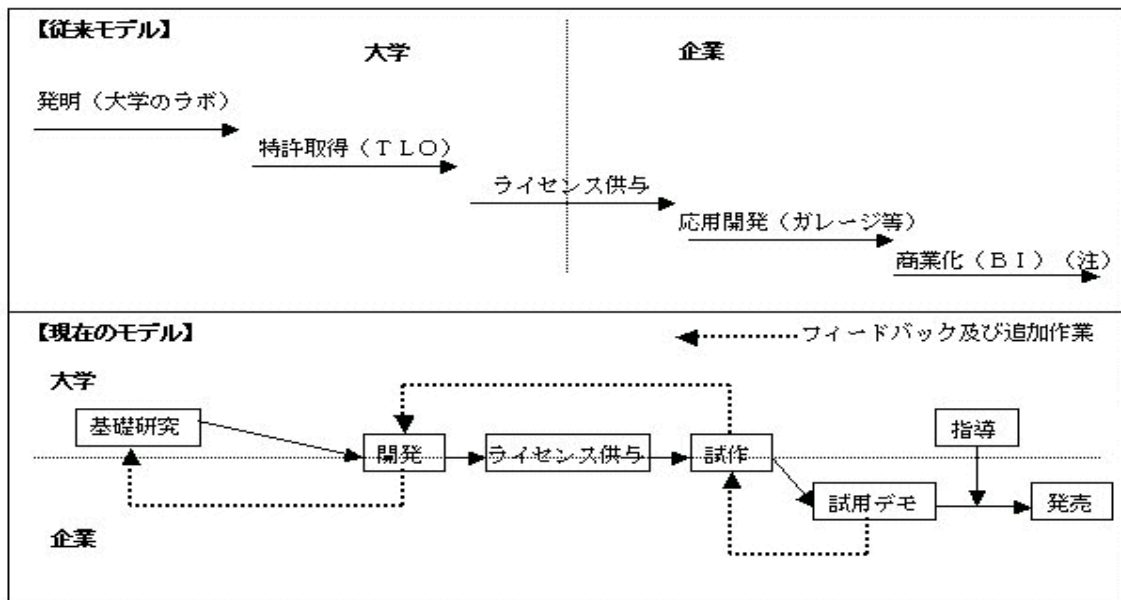 【従来モデル】
大学
企業
発明（大学のラボ）
特許取得（ＴＬＯ）
ライセンス供与
応用開発（ガレージ等）
商業化（ＢＩ）（注）
【現在のモデル】
フィードバック及び追加作業
大学
基礎研究
開発
ライセンス供与
試作
指導
試用デモ
発売
企業